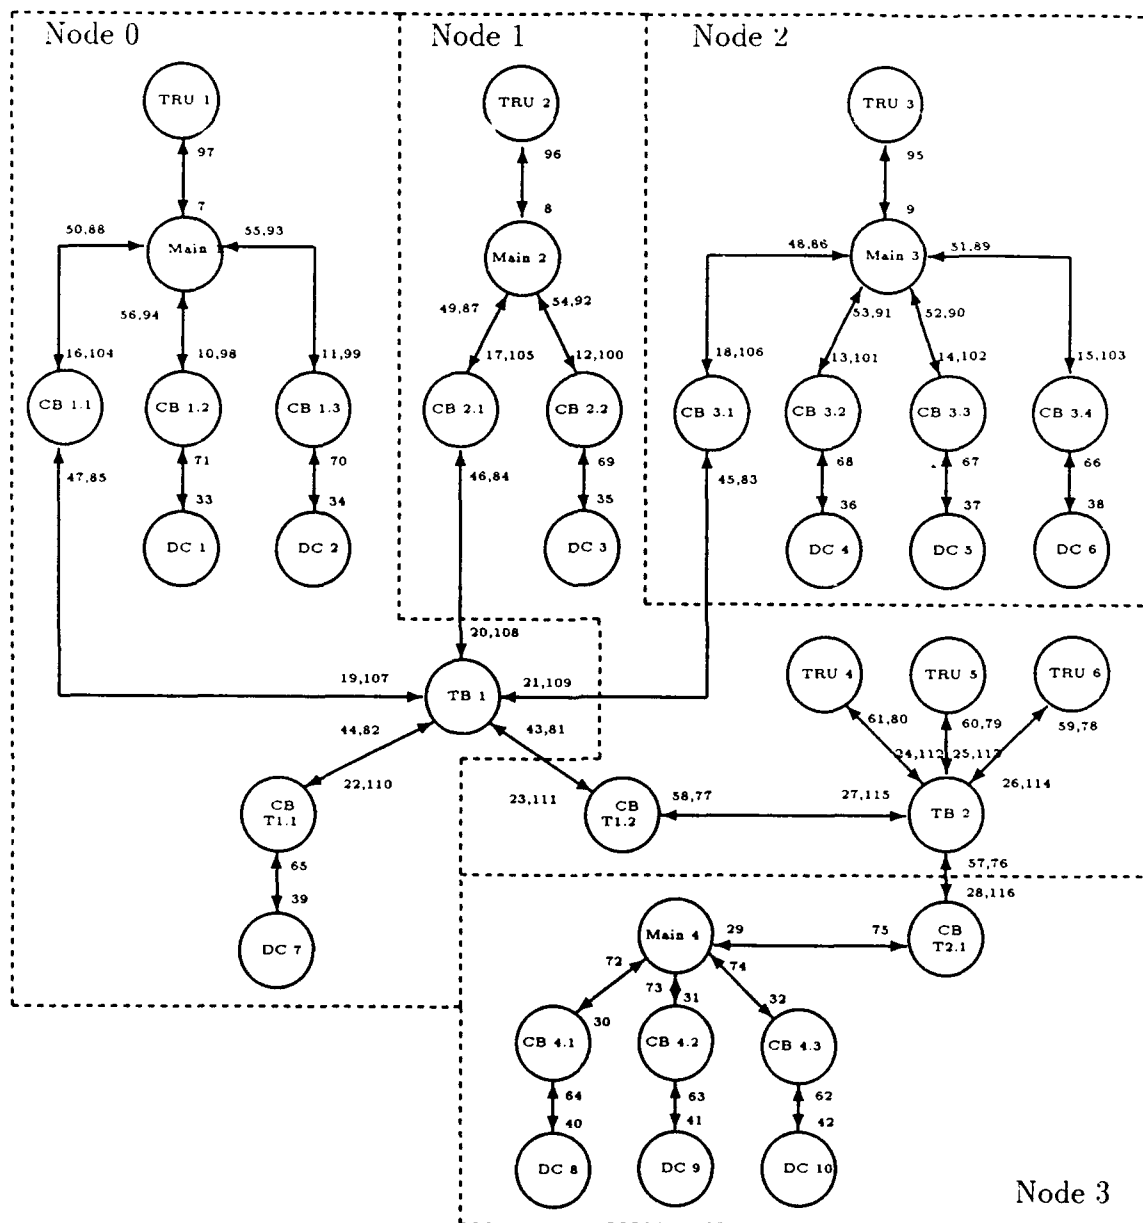 Node 0
Node 1
Node 2
TRU 1
TRU 2
TRU 3
97
96
95
7
8
9
50,88
55,93
48,86
51,89
Main
Main 2
Main 3
56,94
49,87
54,92
53,91
52,90
16,104
10,98
11,99
17,105
12,100
18,106
13,101
14,102
15,103
CB 1.1
CB 1.2
CB 1.3
CB 2.1
CB 2.2
CB 3.1
CB 3.2
CB 3.3
CB 3.4
47,85
71
70
46,84
69
45,83
68
67
66
33
34
35
36
37
38
DC 1
DC 2
DC 3
DC 4
DC 5
DC 6
20,108
19,107
21,109
TB 1
TRU 4
TRU 5
TRU 6
44,82
43,81
61,80
60,79
59,78
24,112
25,113
26,114
22,110
23,111
58,77
27,115
CB
T1.1
CB
T1.2
TB 2
65
57,76
39
28,116
DC 7
Main 4
29
75
CB
T2.1
72
73
74
30
31
32
CB 4.1
CB 4.2
CB 4.3
64
63
62
40
41
42
DC 8
DC 9
DC 10
Node 3